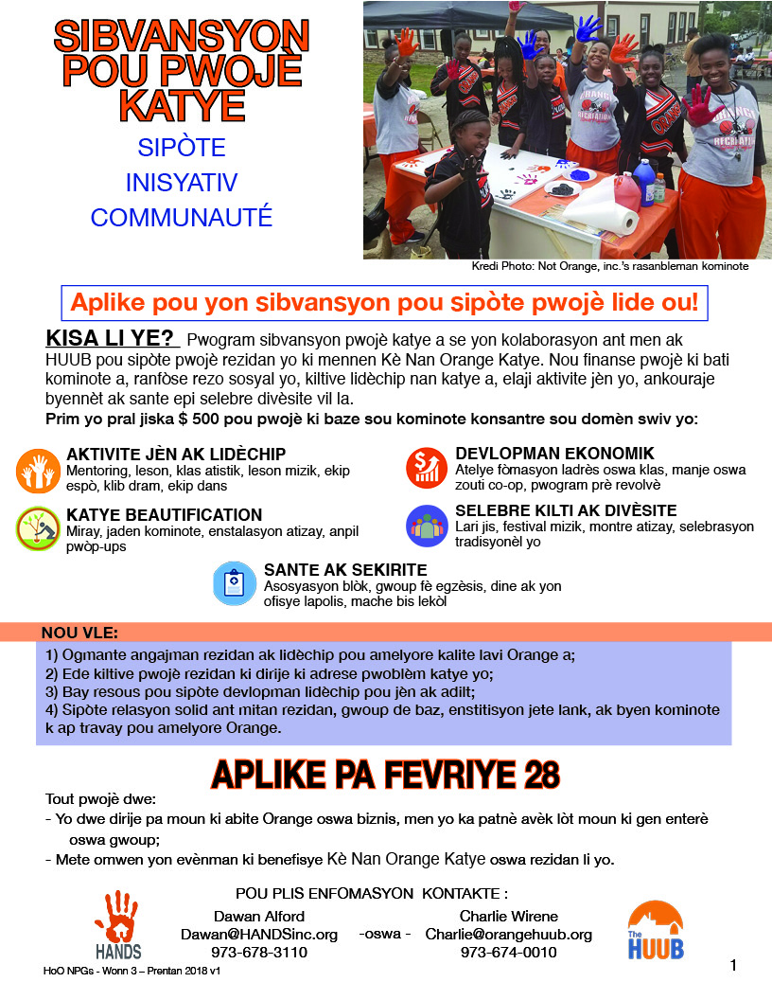 SIBVANSYON
POU PWOJÈ
KATYE
SIPÒTE
INISYATIV
COMMUNAUTÉ
ORANGE
RECREATION
Kredi Photo: Not Orange, inc.'s rasanbleman kominote
Aplike pou yon sibvansyon pou sipòte pwojè lide ou!
KISA LI YE? Pwogram sibvansyon pwojè katye a se yon kolaborasyon ant men ak
HUUB pou sipòte pwojè rezidan yo ki mennen Kè Nan Orange Katye. Nou finanse pwojè ki bati
kominote a, ranfòse rezo sosyal yo, kiltive lidèchip nan katye a, elaji aktivite jèn yo, ankouraje
byennèt ak sante epi selebre divèsite vil la.
Prim yo pral jiska $ 500 pou pwojè ki baze sou kominote konsantre sou domèn swiv yo:
AKTIVITE JÈN AK LIDÈCHIP
Mentoring, leson, klas atistik, leson mizik, ekip
espò, klib dram, ekip dans
DEVLOPMAN EKONOMIK
Atelye fòmasyon ladrès oswa klas, manje oswa
zouti co-op, pwogram prè revolvè
KATYE BEAUTIFICATION
Miray, jaden kominote, enstalasyon atizay, anpil
pwòp-ups
SELEBRE KILTI AK DIVÈSITE
Lari jis, festival mizik, montre atizay, selebrasyon
tradisyonèl yo
SANTE AK SEKIRITE
Asosyasyon blòk, gwoup fè egzèsis, dine ak yon
ofisye lapolis, mache bis lekòl
NOU VLE:
1) Ogmante angajman rezidan ak lidèchip pou amelyore kalite lavi Orange a;
2) Ede kiltive pwojè rezidan ki dirije ki adrese pwoblèm katye yo;
3) Bay resous pou sipòte devlopman lidèchip pou jèn ak adilt;
4) Sipòte relasyon solid ant mitan rezidan, gwoup de baz, enstitisyon jete lank, ak byen kominote
k ap travay pou amelyore Orange.
APLIKE PA FEVRIYE 28
Tout pwojè dwe:
- Yo dwe dirije pa moun ki abite Orange oswa biznis, men yo ka patnè avèk lòt moun ki gen enterè
oswa gwoup;
- Mete omwen yon evènman ki benefisye Kè Nan Orange Katye oswa rezidan li yo.
POU PLIS ENFOMASYON KONTAKTE :
Dawan Alford
Dawan@HANDSinc.org
973-678-3110
-oswa -
Charlie Wirene
Charlie@orangehuub.org
973-674-0010
HANDS
The
HUUB
HoO NPGs - Wonn 3 – Prentan 2018 v1
1